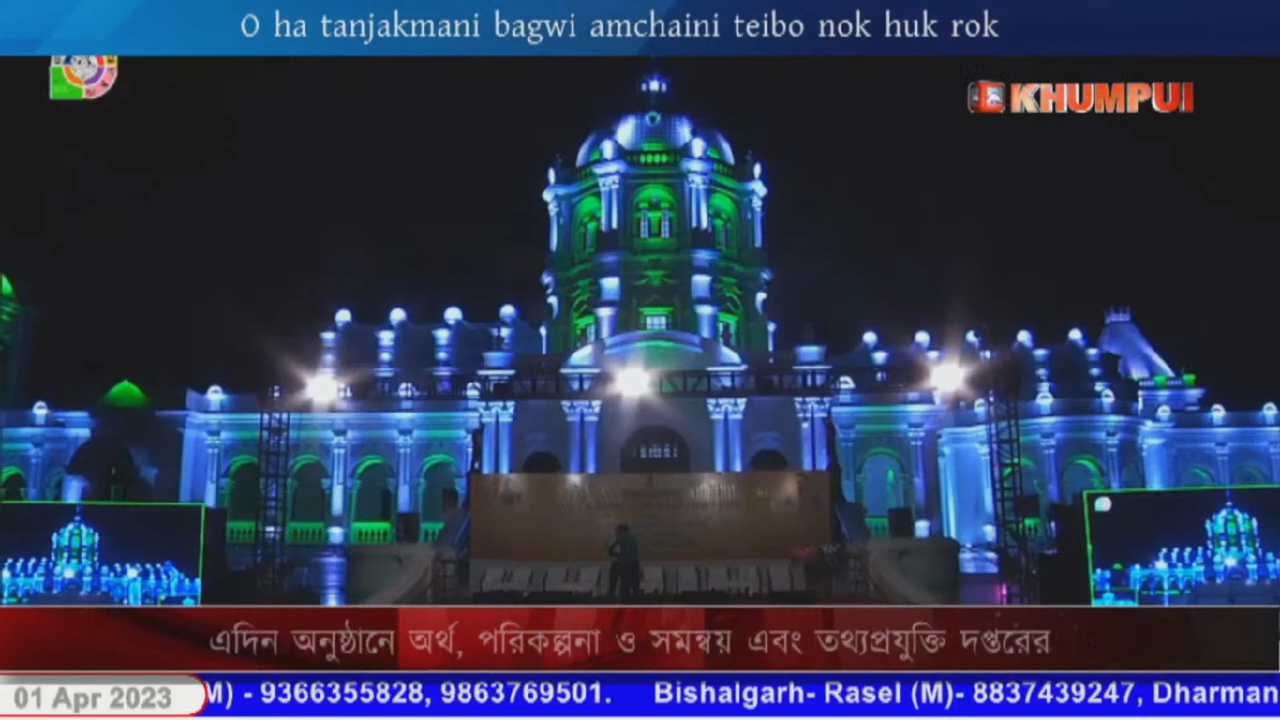 O ha tanjakmani bagwi amchaini teibo nok huk rok
KHUMPUI
এদিন অনুষ্ঠানে অর্থ, পরিকল্পনা ও সমন্বয় এবং তথ্যপ্রযুক্তি দপ্তরের
01 Apr 2023
M) - 9366355828, 9863769501. Bishalgarh- Rasel (M)- 8837439247, Dharman